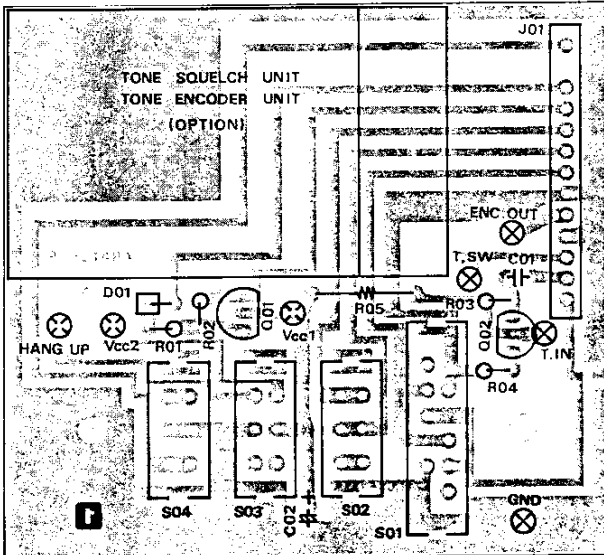 J01
TONE SQUELCH UNIT
TONE ENCODER UNIT
(OPTION)
ENC.OUT
T.SW
C01
D01
R02
Q01
Vcc1
R05
R03
Q02
HANG UP
Vcc2
R01
T.IN
R04
S04
S03
C02
S02
S01
GND
1